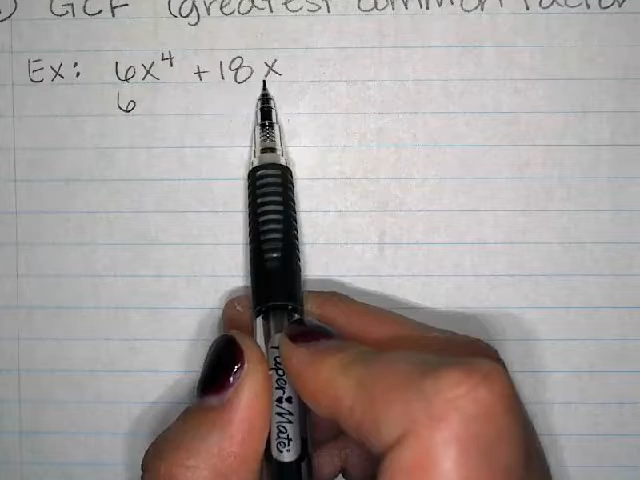 GCF (greatest common factor
Ex: 6x⁴ + 18x
6
Paper Mate